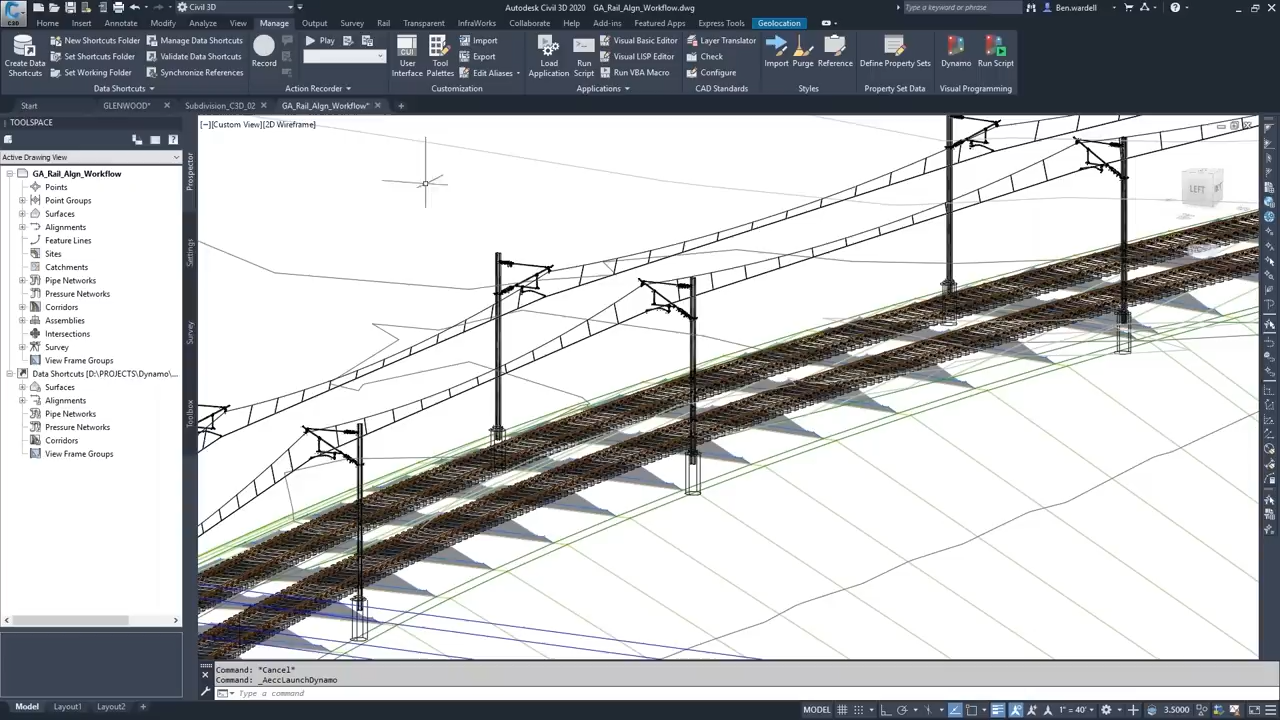 C3D
Civil 3D
Autodesk Civil 3D 2020 GA_Rail_Algn_Workflow.dwg
Type a keyword or phrase
Ben.wardell
Home
Insert
Annotate
Modify
Analyze
View
Manage
Output
Survey
Rail
Transparent
InfraWorks
Collaborate
Help
Add-ins
Featured Apps
Express Tools
Geolocation
Create Data
Shortcuts
New Shortcuts Folder
Set Shortcuts Folder
Set Working Folder
Manage Data Shortcuts
Validate Data Shortcuts
Synchronize References
Data Shortcuts
Record
Play
Action Recorder
CUI
User
Interface
Tool
Palettes
Import
Export
Edit Aliases
Customization
Load
Application
Run
Script
Visual Basic Editor
Visual LISP Editor
Run VBA Macro
Applications
Layer Translator
Check
Configure
CAD Standards
Import
Purge
Reference
Styles
Define Property Sets
Property Set Data
Dynamo
Run Script
Visual Programming
Start
GLENWOOD*
Subdivision_C3D_02
GA_Rail_Algn_Workflow*
TOOLSPACE
Active Drawing View
GA_Rail_Algn_Workflow
Points
Point Groups
Surfaces
Alignments
Feature Lines
Sites
Catchments
Pipe Networks
Pressure Networks
Corridors
Assemblies
Intersections
Survey
View Frame Groups
Data Shortcuts [D:\PROJECTS\Dynamo\...
Surfaces
Alignments
Pipe Networks
Pressure Networks
Corridors
View Frame Groups
Prospector
Settings
Survey
Toolbox
[−][Custom View][2D Wireframe]
LEFT
Command: *Cancel*
Command: _AeccLaunchDynamo
Type a command
Model
Layout1
Layout2
MODEL
1" = 40'
3.5000